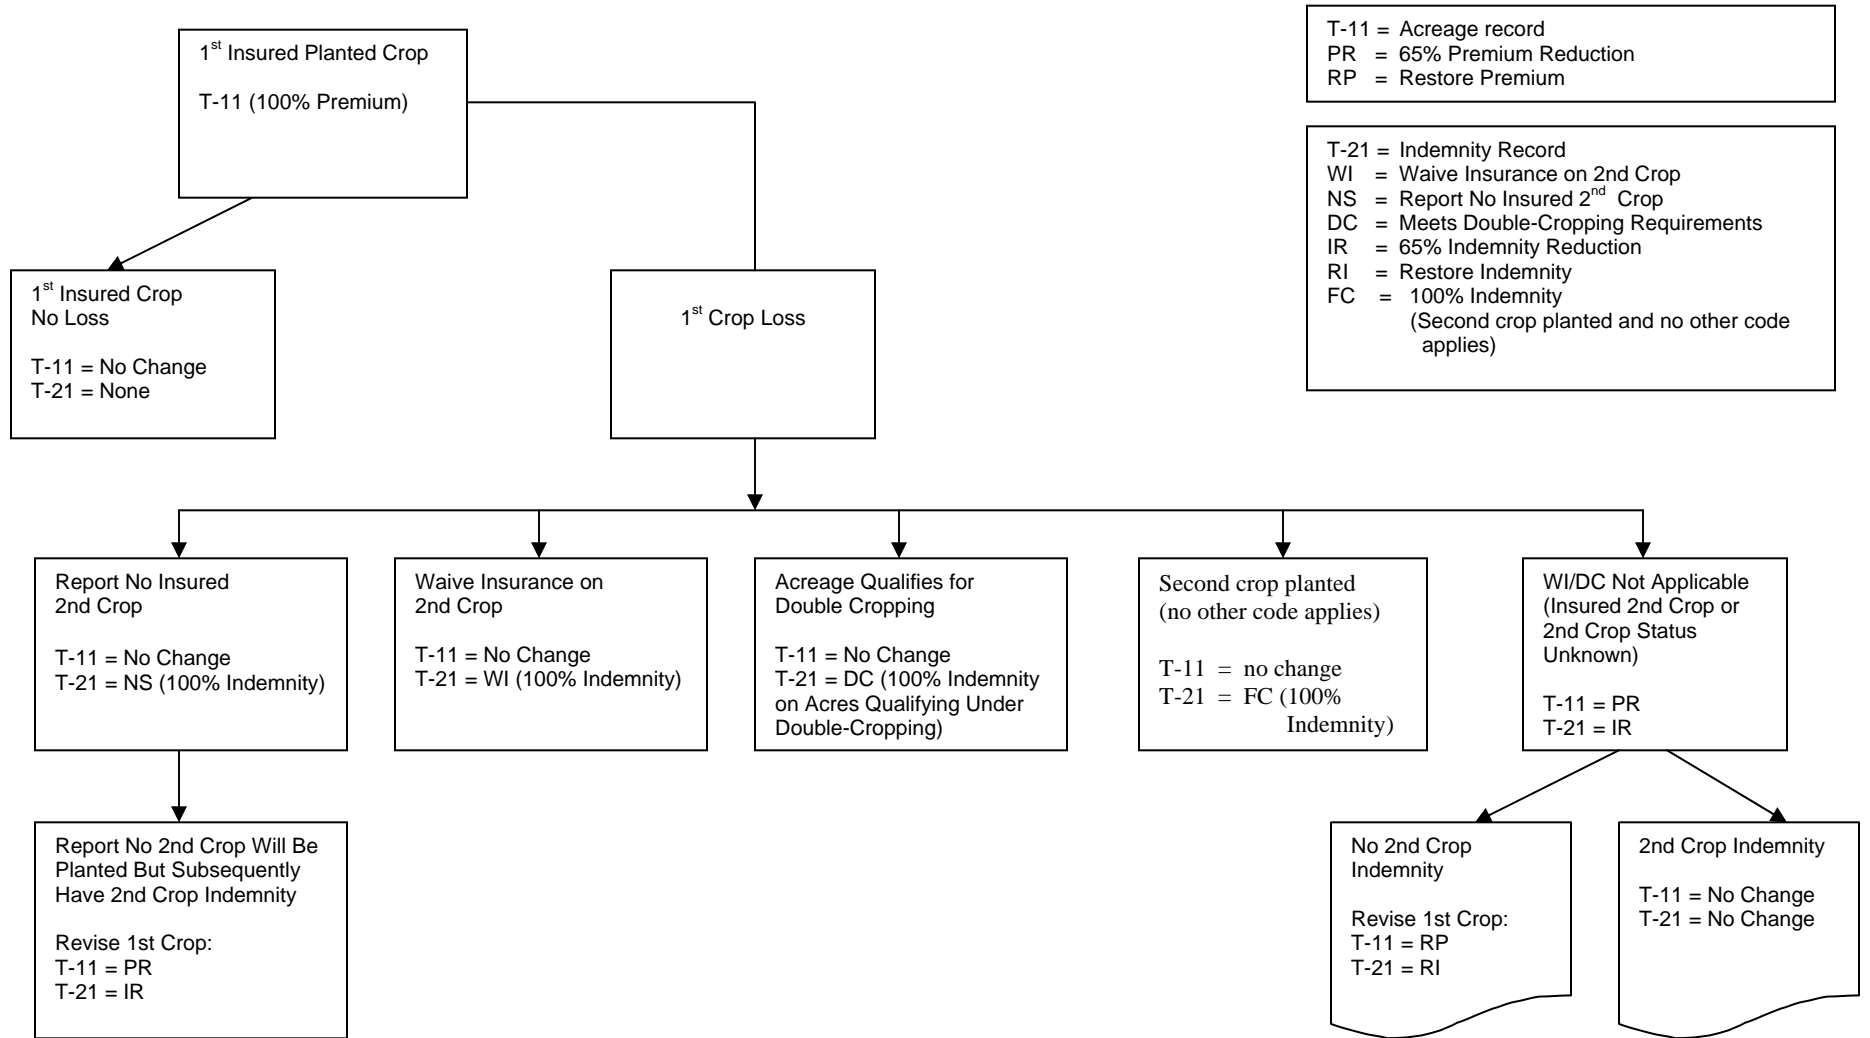 1st Insured Planted Crop
T-11 (100% Premium)
T-11 = Acreage record
PR = 65% Premium Reduction
RP = Restore Premium
T-21 = Indemnity Record
WI = Waive Insurance on 2nd Crop
NS = Report No Insured 2nd Crop
DC = Meets Double-Cropping Requirements
IR = 65% Indemnity Reduction
RI = Restore Indemnity
FC = 100% Indemnity
(Second crop planted and no other code
applies)
1st Insured Crop
No Loss
T-11 = No Change
T-21 = None
1st Crop Loss
Report No Insured
2nd Crop
T-11 = No Change
T-21 = NS (100% Indemnity)
Waive Insurance on
2nd Crop
T-11 = No Change
T-21 = WI (100% Indemnity)
Acreage Qualifies for
Double Cropping
T-11 = No Change
T-21 = DC (100% Indemnity
on Acres Qualifying Under
Double-Cropping)
Second crop planted
(no other code applies)
T-11 = no change
T-21 = FC (100%
Indemnity)
WI/DC Not Applicable
(Insured 2nd Crop or
2nd Crop Status
Unknown)
T-11 = PR
T-21 = IR
Report No 2nd Crop Will Be
Planted But Subsequently
Have 2nd Crop Indemnity
Revise 1st Crop:
T-11 = PR
T-21 = IR
No 2nd Crop
Indemnity
Revise 1st Crop:
T-11 = RP
T-21 = RI
2nd Crop Indemnity
T-11 = No Change
T-21 = No Change